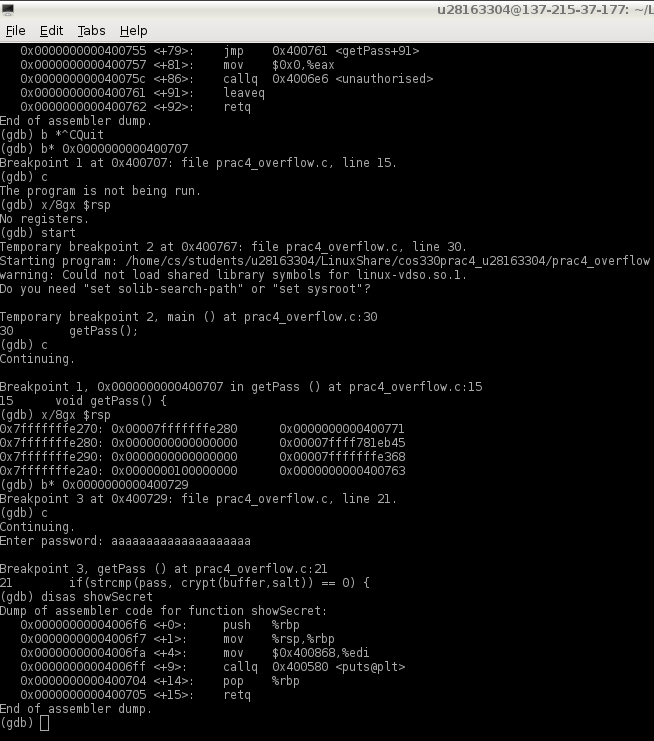 u28163304@137-215-37-177: ~/L
File Edit Tabs Help
0x0000000000400755 <+79>: jmp 0x400761 <getPass+91>
0x0000000000400757 <+81>: mov $0x0,%eax
0x000000000040075c <+86>: callq 0x4006e6 <unauthorised>
0x0000000000400761 <+91>: leaveq
0x0000000000400762 <+92>: retq
End of assembler dump.
(gdb) b *^CQuit
(gdb) b* 0x0000000000400707
Breakpoint 1 at 0x400707: file prac4_overflow.c, line 15.
(gdb) c
The program is not being run.
(gdb) x/8gx $rsp
No registers.
(gdb) start
Temporary breakpoint 2 at 0x400767: file prac4_overflow.c, line 30.
Starting program: /home/cs/students/u28163304/LinuxShare/cos330prac4_u28163304/prac4_overflow
warning: Could not load shared library symbols for linux-vdso.so.1.
Do you need "set solib-search-path" or "set sysroot"?
Temporary breakpoint 2, main () at prac4_overflow.c:30
30 getPass();
(gdb) c
Continuing.
Breakpoint 1, 0x0000000000400707 in getPass () at prac4_overflow.c:15
15 void getPass() {
(gdb) x/8gx $rsp
0x7fffffffe270: 0x00007fffffffe280 0x0000000000400771
0x7fffffffe280: 0x0000000000000000 0x00007ffff781eb45
0x7fffffffe290: 0x0000000000000000 0x00007fffffffe368
0x7fffffffe2a0: 0x0000000100000000 0x0000000000400763
(gdb) b* 0x0000000000400729
Breakpoint 3 at 0x400729: file prac4_overflow.c, line 21.
(gdb) c
Continuing.
Enter password: aaaaaaaaaaaaaaaaaaaa
Breakpoint 3, getPass () at prac4_overflow.c:21
21 if(strcmp(pass, crypt(buffer,salt)) == 0) {
(gdb) disas showSecret
Dump of assembler code for function showSecret:
0x00000000004006f6 <+0>: push %rbp
0x00000000004006f7 <+1>: mov %rsp,%rbp
0x00000000004006fa <+4>: mov $0x400868,%edi
0x00000000004006ff <+9>: callq 0x400580 <puts@plt>
0x0000000000400704 <+14>: pop %rbp
0x0000000000400705 <+15>: retq
End of assembler dump.
(gdb)